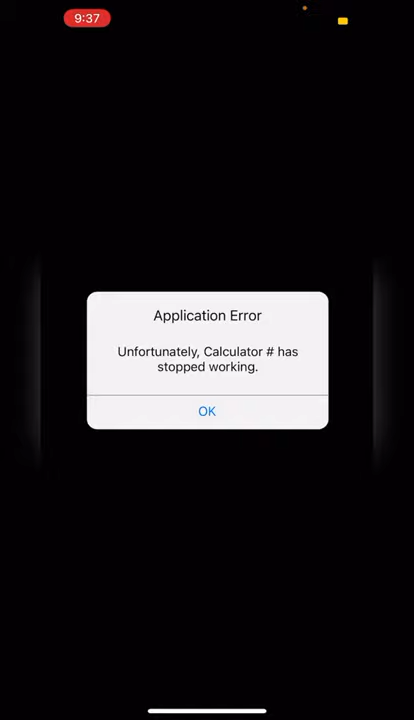 9:37
Application Error
Unfortunately, Calculator # has
stopped working.
OK